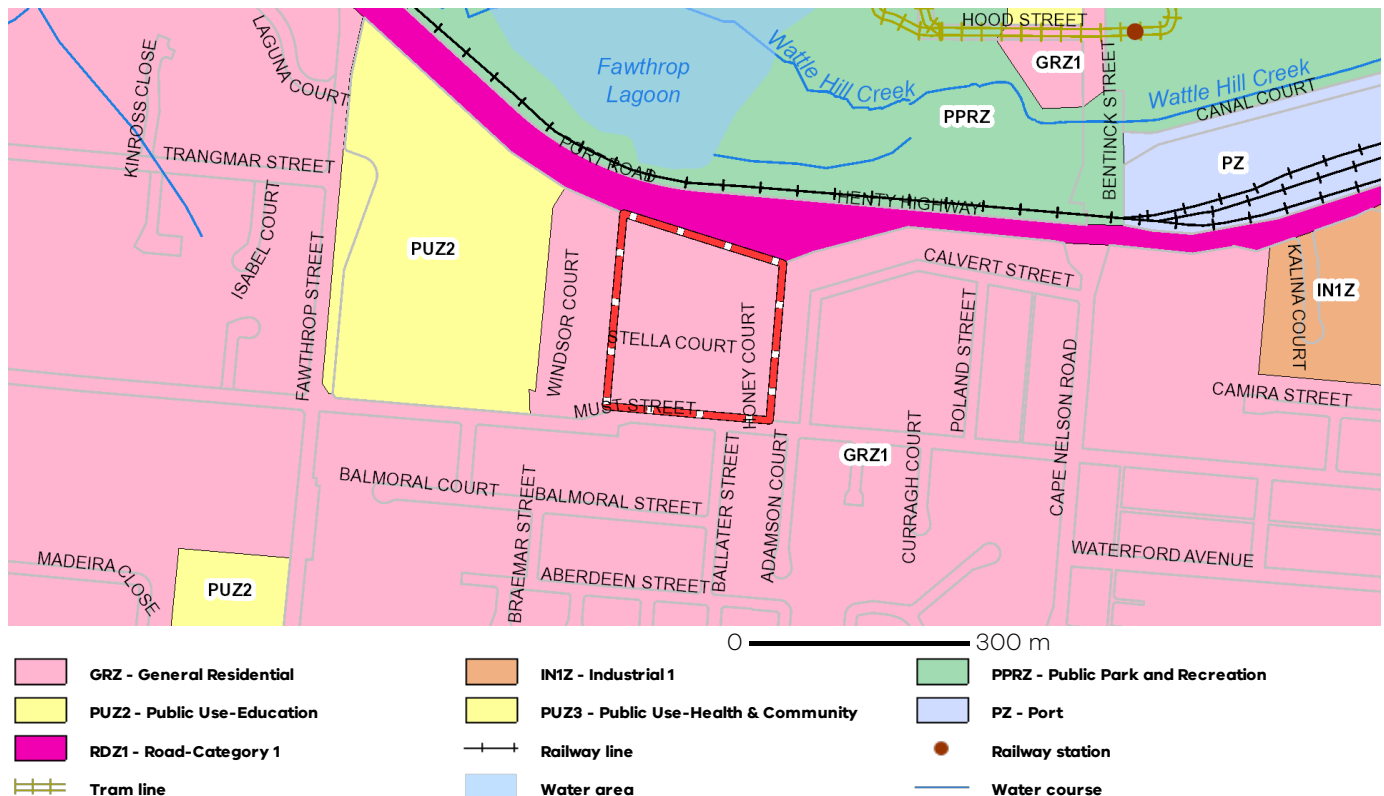 HOOD STREET
LAGUNA COURT
KINROSS CLOSE
Fawthrop
Lagoon
Wattle Hill Creek
GRZ1
BENTINCK STREET
Wattle Hill Creek
CANAL COURT
PPRZ
TRANGMAR STREET
PORT ROAD
PZ
HENTY HIGHWAY
ISABEL COURT
PUZ2
FAWTHROP STREET
WINDSOR COURT
CALVERT STREET
KALINA COURT
IN1Z
STELLA COURT
HONEY COURT
POLAND STREET
CAPE NELSON ROAD
CAMIRA STREET
MUST STREET
GRZ1
BALMORAL COURT
BALMORAL STREET
BRAEMAR STREET
BALLATER STREET
ADAMSON COURT
CURRAGH COURT
WATERFORD AVENUE
MADEIRA CLOSE
PUZ2
ABERDEEN STREET
0 300 m
GRZ - General Residential
IN1Z - Industrial 1
PPRZ - Public Park and Recreation
PUZ2 - Public Use-Education
PUZ3 - Public Use-Health & Community
PZ - Port
RDZ1 - Road-Category 1
Railway line
Railway station
Tram line
Water area
Water course